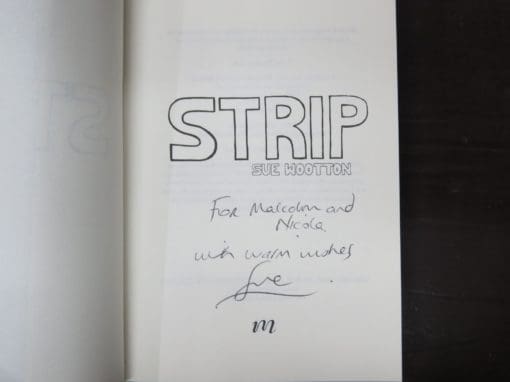 STRIP
SUE WOOTTON
For Malcolm and
Nicola
with warm wishes
Sue
m